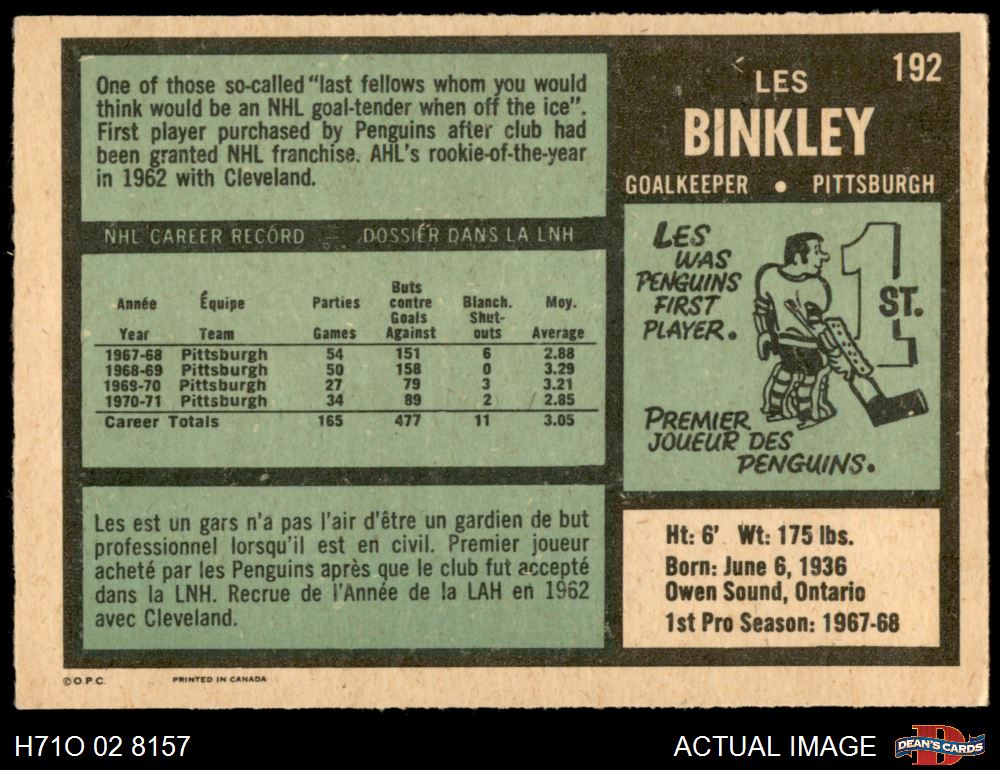 One of those so-called "last fellows whom you would
think would be an NHL goal-tender when off the ice".
First player purchased by Penguins after club had
been granted NHL franchise. AHL's rookie-of-the-year
in 1962 with Cleveland.
192
LES
BINKLEY
GOALKEEPER • PITTSBURGH
NHL CAREER RECORD — DOSSIER DANS LA LNH
Année Équipe Parties Buts contre Blanch. Moy.
Year Team Games Goals Against Shut-outs Average
1967-68 Pittsburgh 54 151 6 2.88
1968-69 Pittsburgh 50 158 0 3.29
1969-70 Pittsburgh 27 79 3 3.21
1970-71 Pittsburgh 34 89 2 2.85
Career Totals 165 477 11 3.05
LES
WAS
PENGUINS
FIRST
PLAYER.
1ST.
PREMIER
JOUEUR DES
PENGUINS.
Les est un gars n'a pas l'air d'être un gardien de but
professionnel lorsqu'il est en civil. Premier joueur
acheté par les Penguins après que le club fut accepté
dans la LNH. Recrue de l'Année de la LAH en 1962
avec Cleveland.
Ht: 6' Wt: 175 lbs.
Born: June 6, 1936
Owen Sound, Ontario
1st Pro Season: 1967-68
© O.P.C. PRINTED IN CANADA
H71O 02 8157
ACTUAL IMAGE
D
DEAN'S CARDS